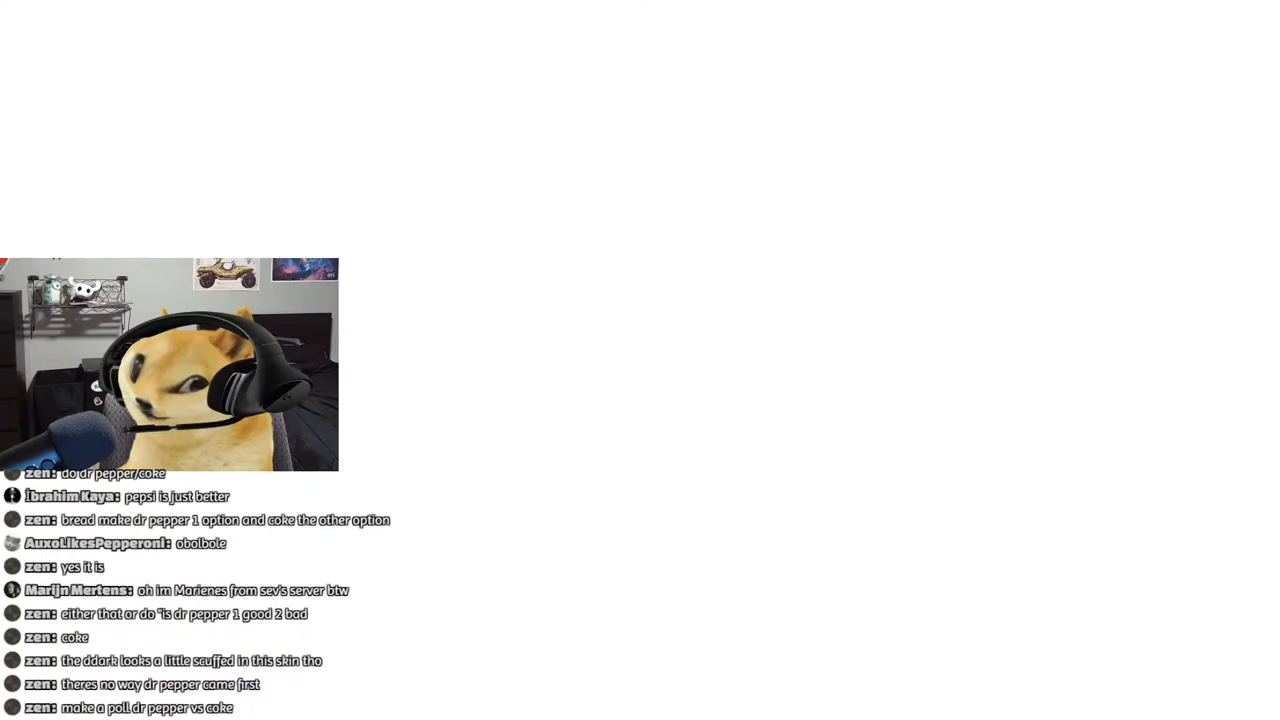 zen: do dr pepper/coke
İbrahim Kaya: pepsi is just better
zen: bread make dr pepper 1 option and coke the other option
AuxoLikesPepperoni: obolbole
zen: yes it is
Marijn Mertens: oh im Marienes from sev's server btw
zen: either that or do "is dr pepper 1 good 2 bad
zen: coke
zen: the ddark looks a little scuffed in this skin tho
zen: theres no way dr pepper came first
zen: make a poll dr pepper vs coke